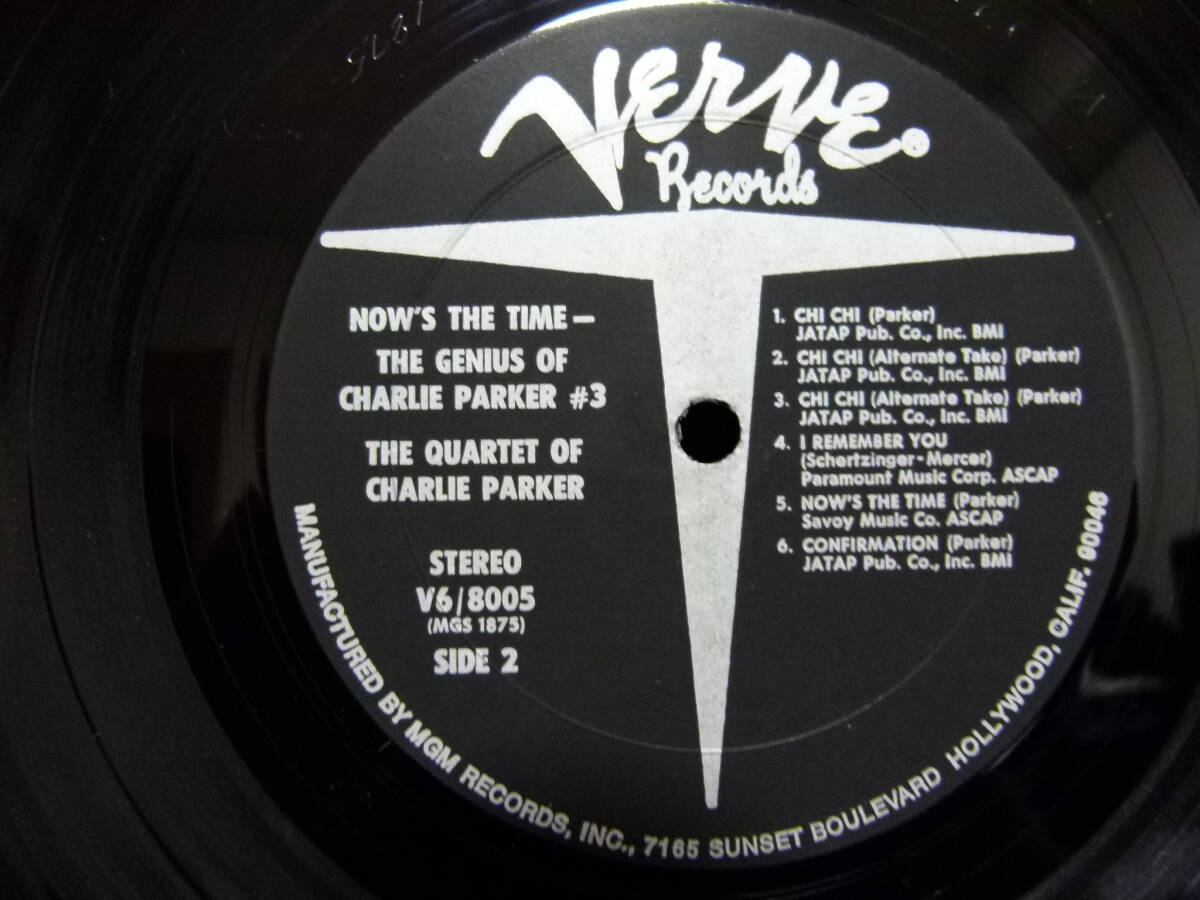 VERVE®
Records
NOW'S THE TIME—
THE GENIUS OF
CHARLIE PARKER #3
THE QUARTET OF
CHARLIE PARKER
STEREO
V6/8005
(MGS 1875)
SIDE 2
1. CHI CHI (Parker)
JATAP Pub. Co., Inc. BMI
2. CHI CHI (Alternate Take) (Parker)
JATAP Pub. Co., Inc. BMI
3. CHI CHI (Alternate Take) (Parker)
JATAP Pub. Co., Inc. BMI
4. I REMEMBER YOU
(Schertzinger-Mercer)
Paramount Music Corp. ASCAP
5. NOW'S THE TIME (Parker)
Savoy Music Co. ASCAP
6. CONFIRMATION (Parker)
JATAP Pub. Co., Inc. BMI
MANUFACTURED BY MGM RECORDS, INC., 7165 SUNSET BOULEVARD HOLLYWOOD, CALIF. 90046